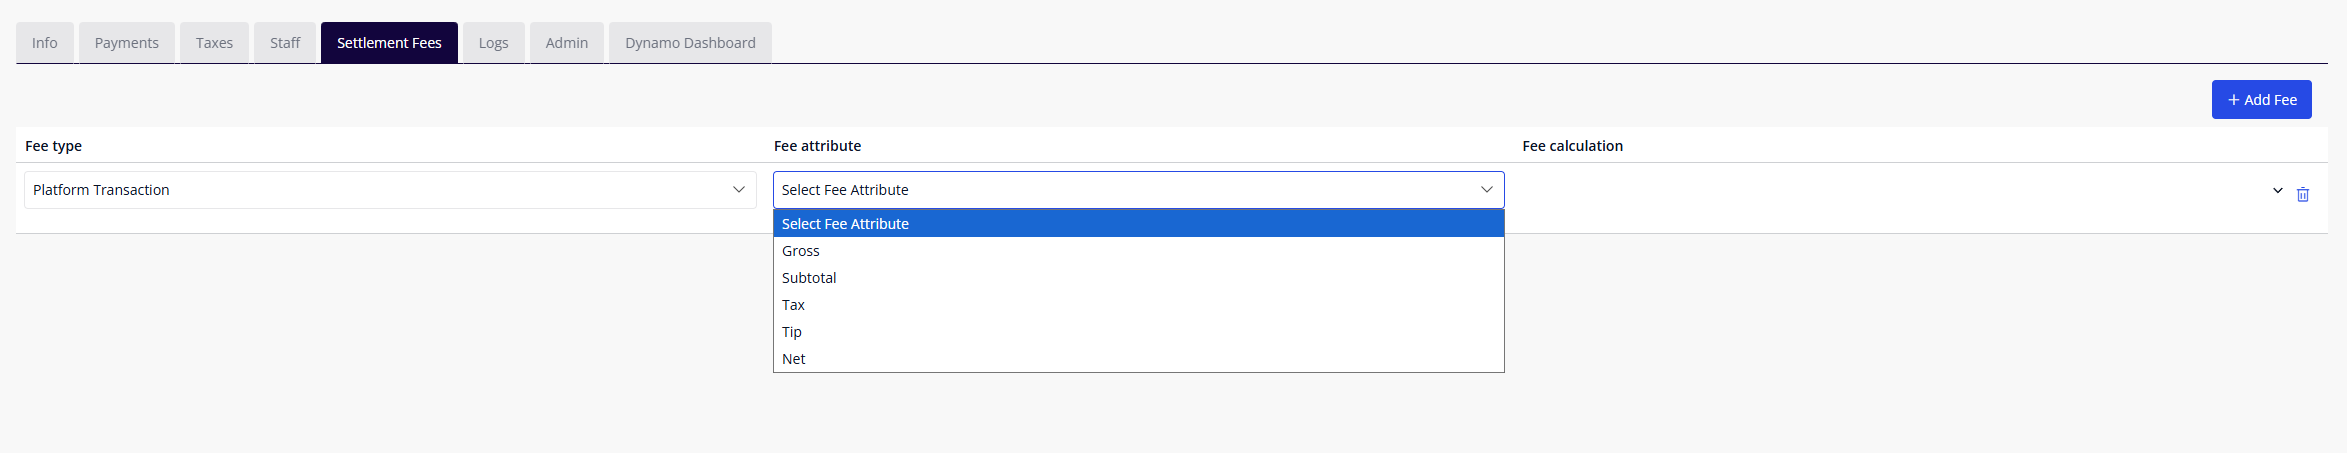 Info Payments Taxes Staff Settlement Fees Logs Admin Dynamo Dashboard
+ Add Fee
Fee type Fee attribute Fee calculation
Platform Transaction Select Fee Attribute
Select Fee Attribute
Gross
Subtotal
Tax
Tip
Net